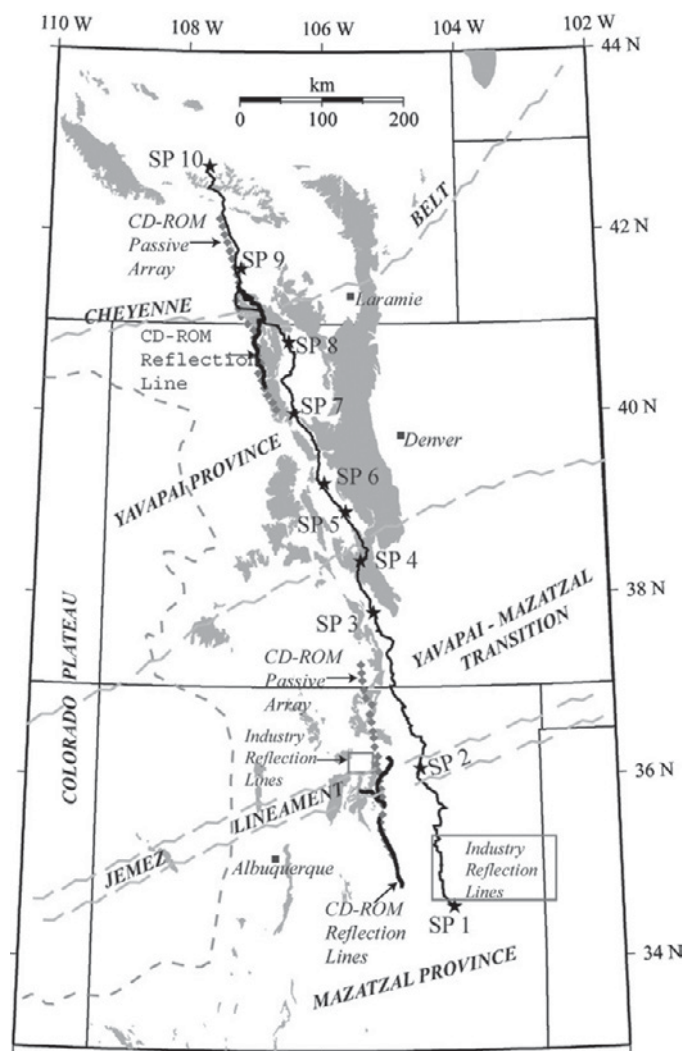 110 W
108 W
106 W
104 W
102 W
44 N
km
0 50 100 200
SP 10
CD-ROM
Passive
Array
BELT
42 N
SP 9
Laramie
CHEYENNE
CD-ROM
Reflection
Line
SP 8
SP 7
40 N
Denver
YAVAPAI PROVINCE
SP 6
SP 5
SP 4
38 N
SP 3
YAVAPAI - MAZATZAL
TRANSITION
CD-ROM
Passive
Array
COLORADO PLATEAU
Industry
Reflection
Lines
SP 2
36 N
JEMEZ LINEAMENT
Albuquerque
Industry
Reflection
Lines
CD-ROM
Reflection
Lines
SP 1
34 N
MAZATZAL PROVINCE